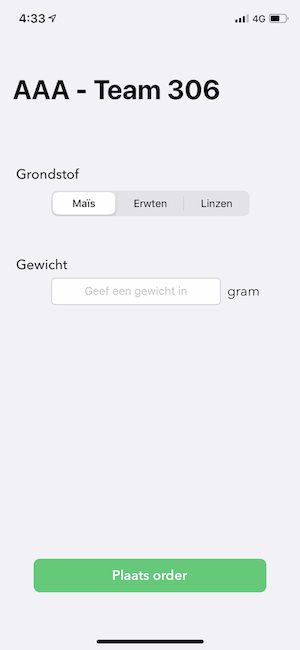 4:33 4G
AAA - Team 306
Grondstof
Maïs Erwten Linzen
Gewicht
Geef een gewicht in gram
Plaats order